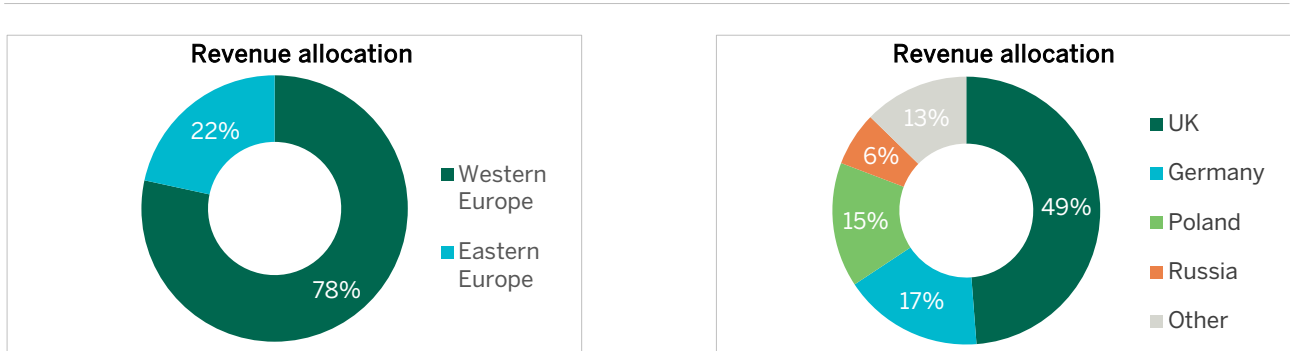 Revenue allocation
22%
78%
Western
Europe
Eastern
Europe
Revenue allocation
13%
6%
15%
17%
49%
UK
Germany
Poland
Russia
Other